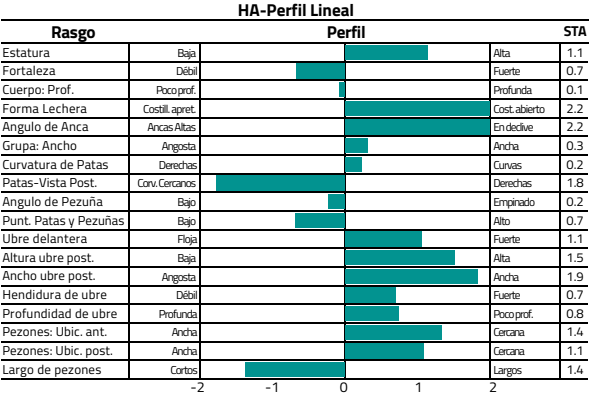 HA-Perfil Lineal
Rasgo Perfil STA
Estatura Baja Alta 1.1
Fortaleza Débil Fuerte 0.7
Cuerpo: Prof. Poco prof. Profunda 0.1
Forma Lechera Costill. apret. Cost. abierto 2.2
Angulo de Anca Ancas Altas En declive 2.2
Grupa: Ancho Angosta Ancha 0.3
Curvatura de Patas Derechas Curvas 0.2
Patas-Vista Post. Corv. Cercanos Derechas 1.8
Angulo de Pezuña Bajo Empinado 0.2
Punt. Patas y Pezuñas Bajo Alto 0.7
Ubre delantera Floja Fuerte 1.1
Altura ubre post. Baja Alta 1.5
Ancho ubre post. Angosta Ancha 1.9
Hendidura de ubre Débil Fuerte 0.7
Profundidad de ubre Profunda Poco prof. 0.8
Pezones: Ubic. ant. Ancha Cercana 1.4
Pezones: Ubic. post. Ancha Cercana 1.1
Largo de pezones Cortos Largos 1.4
-2 -1 0 1 2